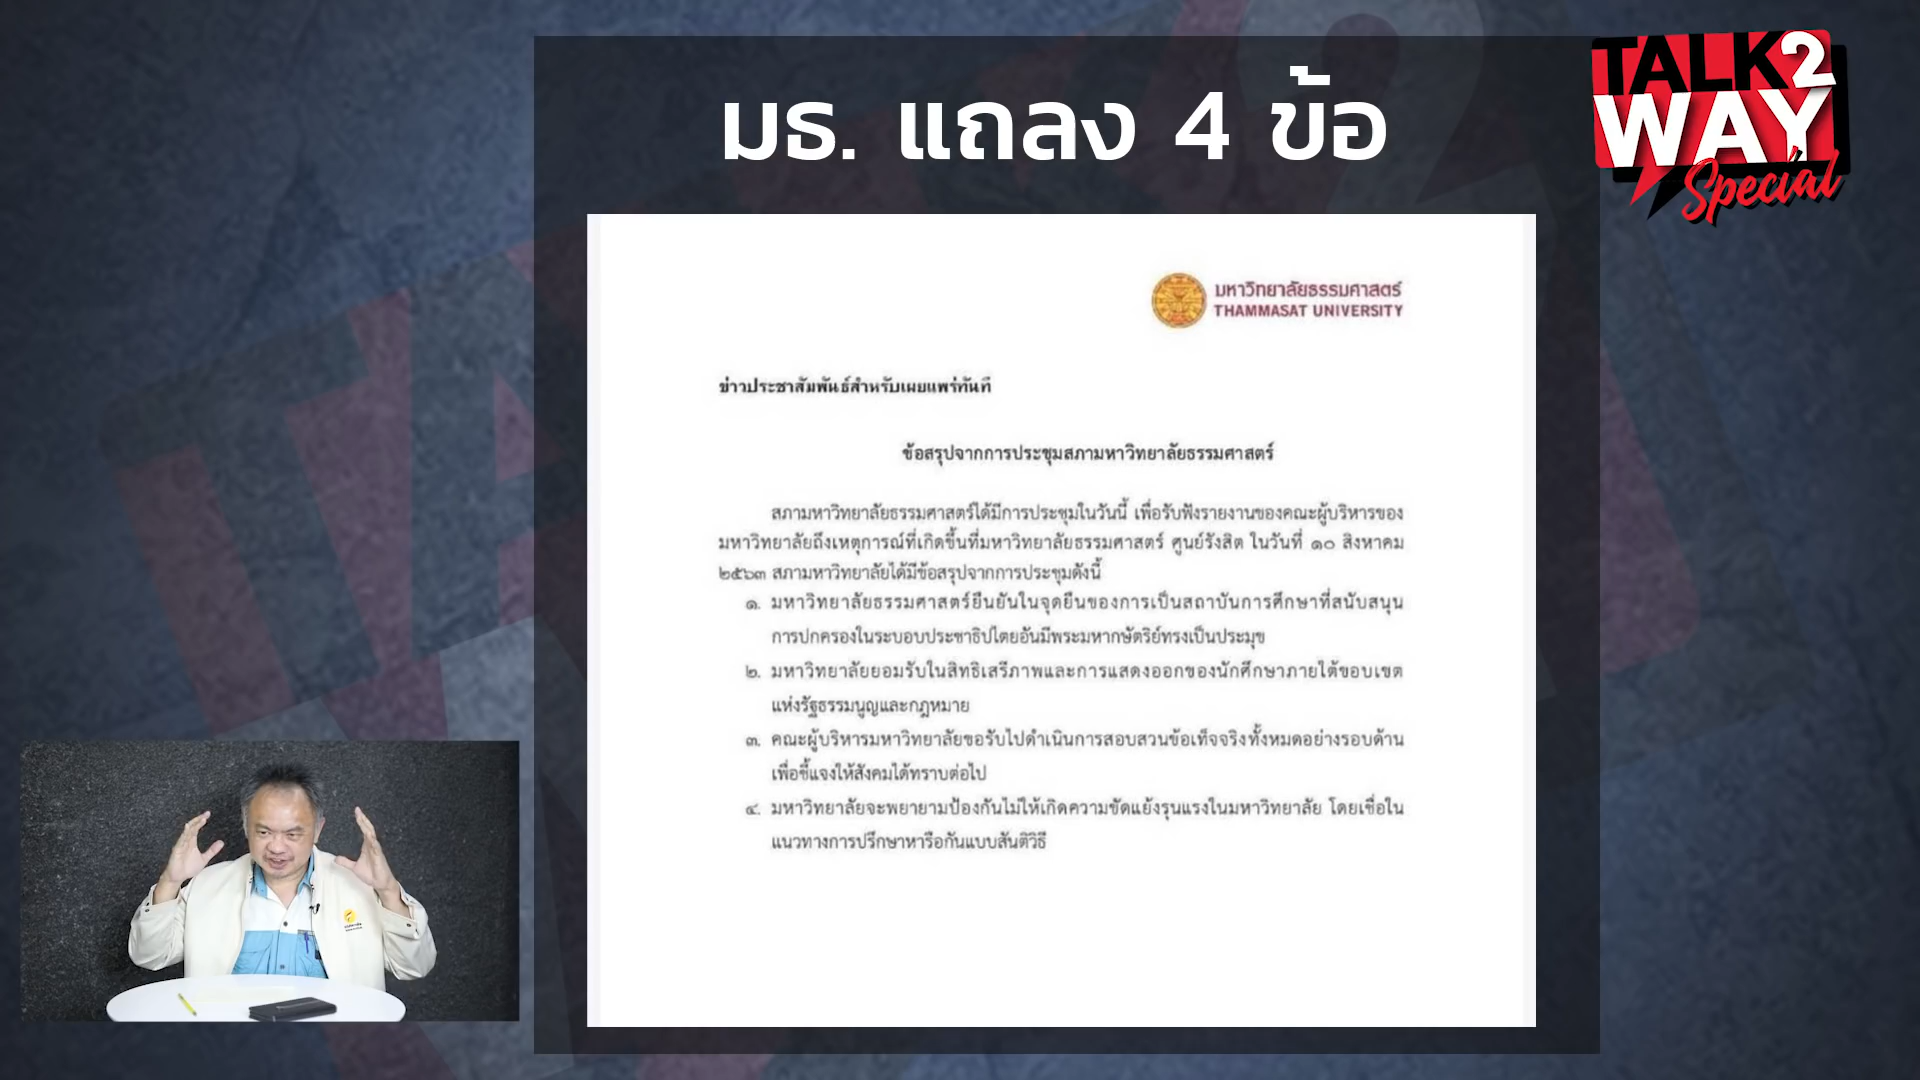 มธ. แถลง 4 ข้อ
TALK2
WAY
Special
มหาวิทยาลัยธรรมศาสตร์
THAMMASAT UNIVERSITY
ข่าวประชาสัมพันธ์สำหรับเผยแพร่ทันที
ข้อสรุปจากการประชุมสภามหาวิทยาลัยธรรมศาสตร์
สภามหาวิทยาลัยธรรมศาสตร์ได้มีการประชุมในวันนี้ เพื่อรับฟังรายงานของคณะผู้บริหารของ
มหาวิทยาลัยถึงเหตุการณ์ที่เกิดขึ้นที่มหาวิทยาลัยธรรมศาสตร์ ศูนย์รังสิต ในวันที่ ๑๐ สิงหาคม
๒๕๖๓ สภามหาวิทยาลัยได้มีข้อสรุปจากการประชุมดังนี้
๑. มหาวิทยาลัยธรรมศาสตร์ยืนยันในจุดยืนของการเป็นสถาบันการศึกษาที่สนับสนุน
การปกครองในระบอบประชาธิปไตยอันมีพระมหากษัตริย์ทรงเป็นประมุข
๒. มหาวิทยาลัยยอมรับในสิทธิเสรีภาพและการแสดงออกของนักศึกษาภายใต้ขอบเขต
แห่งรัฐธรรมนูญและกฎหมาย
๓. คณะผู้บริหารมหาวิทยาลัยขอรับไปดำเนินการสอบสวนข้อเท็จจริงทั้งหมดอย่างรอบด้าน
เพื่อชี้แจงให้สังคมได้ทราบต่อไป
๔. มหาวิทยาลัยจะพยายามป้องกันไม่ให้เกิดความขัดแย้งรุนแรงในมหาวิทยาลัย โดยเชื่อใน
แนวทางการปรึกษาหารือกันแบบสันติวิธี